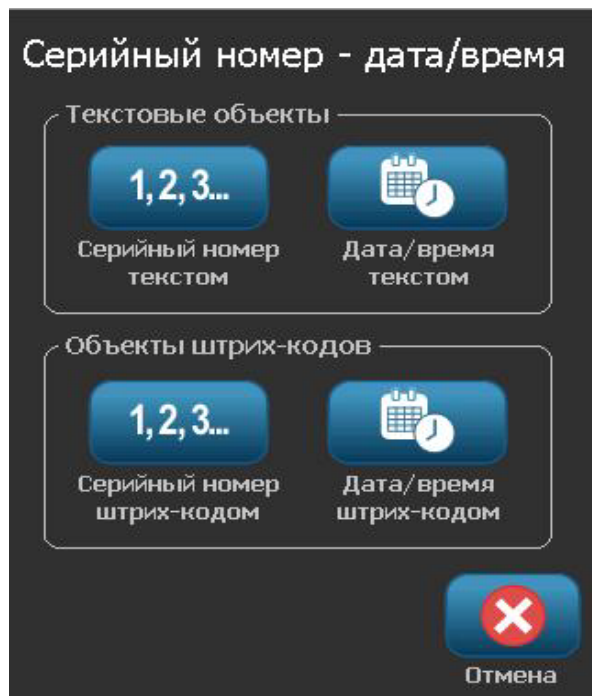 Серийный номер - дата/время
Текстовые объекты
1, 2, 3...
Серийный номер
текстом
Дата/время
текстом
Объекты штрих-кодов
1, 2, 3...
Серийный номер
штрих-кодом
Дата/время
штрих-кодом
Отмена